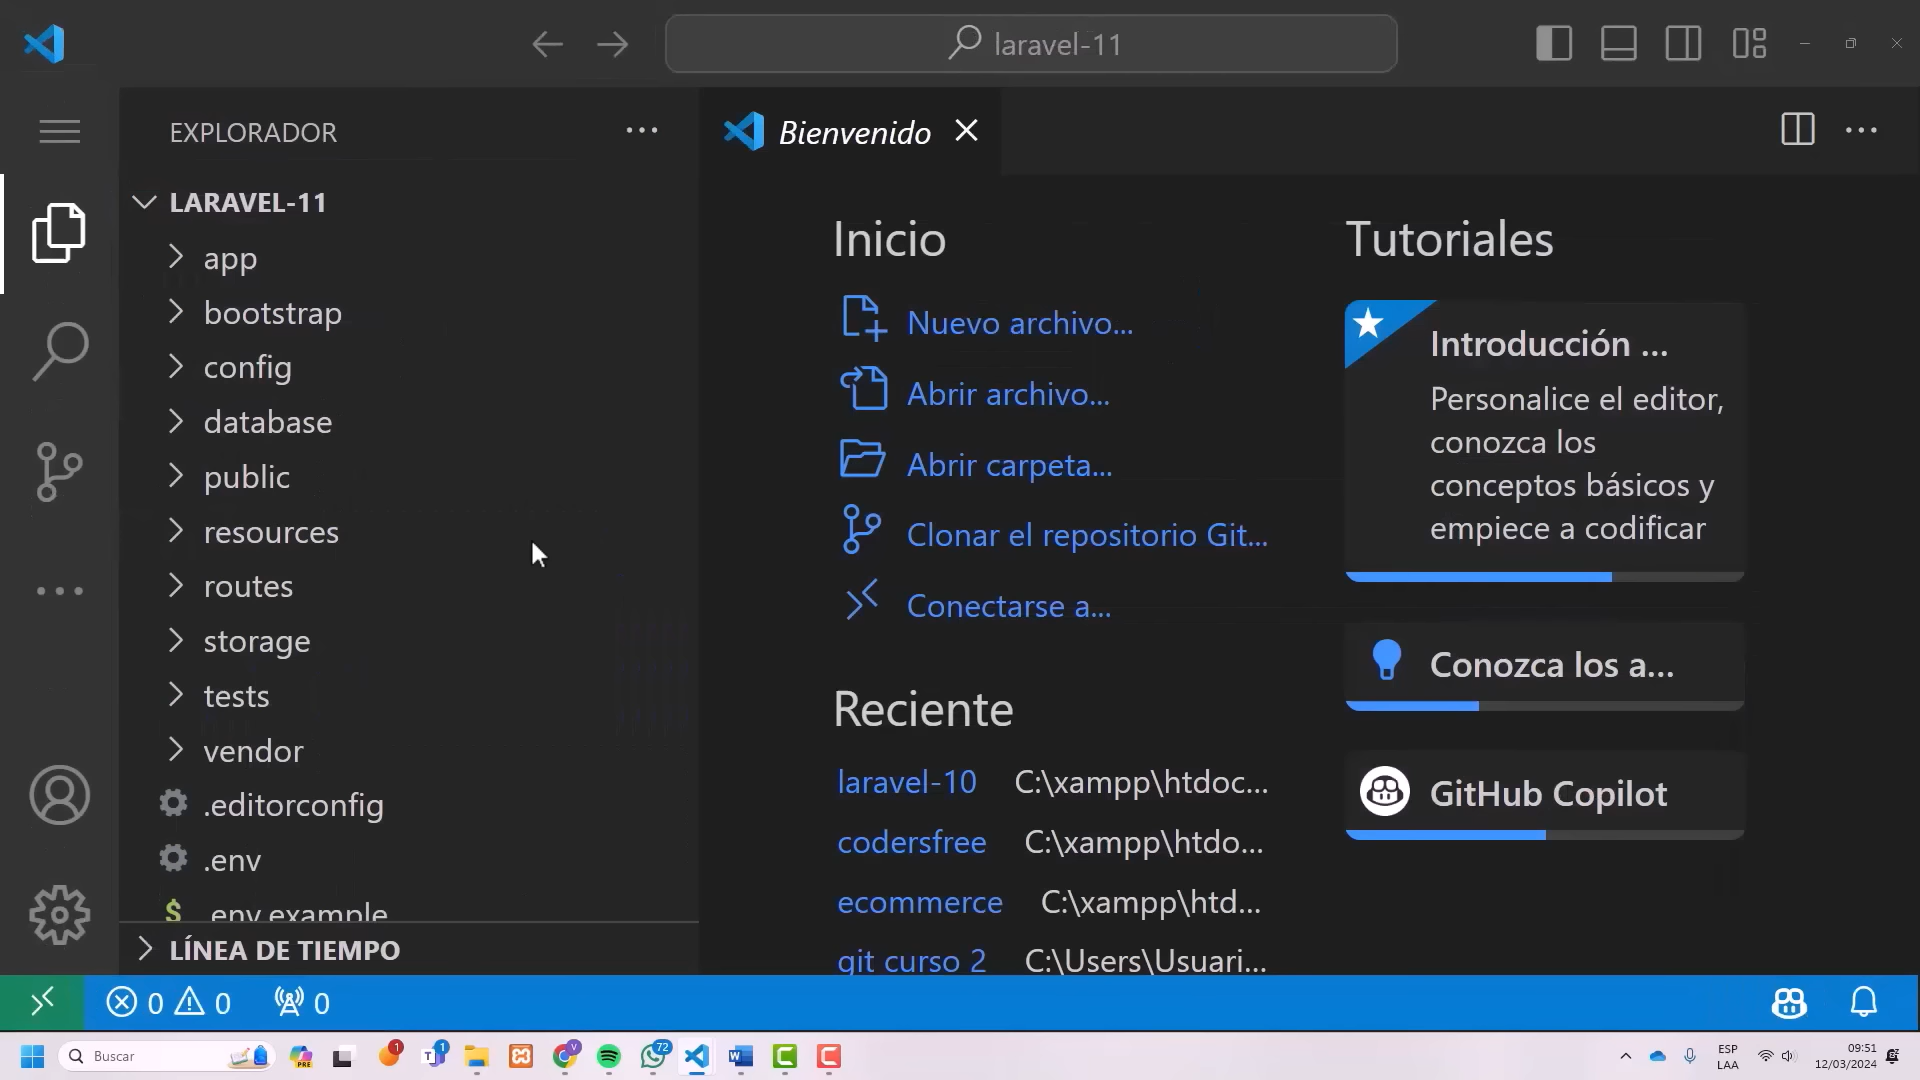 laravel-11
EXPLORADOR
Bienvenido
LARAVEL-11
app
bootstrap
config
database
public
resources
routes
storage
tests
vendor
.editorconfig
.env
.env.example
LÍNEA DE TIEMPO
Inicio
Nuevo archivo...
Abrir archivo...
Abrir carpeta...
Clonar el repositorio Git...
Conectarse a...
Reciente
laravel-10 C:\xampp\htdoc...
codersfree C:\xampp\htdo...
ecommerce C:\xampp\htd...
git curso 2 C:\Users\Usuari...
Tutoriales
Introducción ...
Personalice el editor,
conozca los
conceptos básicos y
empiece a codificar
Conozca los a...
GitHub Copilot
0 0 0
Buscar
PRE
1
1
V
72
ESP
LAA
09:51
12/03/2024